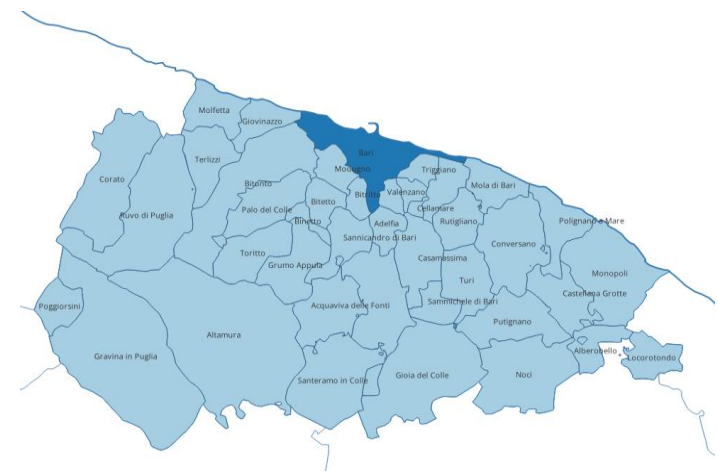 Molfetta
Giovinazzo
Bari
Terlizzi
Modugno
Triggiano
Corato
Bitonto
Bitritto
Valenzano
Mola di Bari
Ruvo di Puglia
Palo del Colle
Bitetto
Cellamare
Binetto
Adelfia
Rutigliano
Polignano a Mare
Sannicandro di Bari
Conversano
Toritto
Grumo Appula
Casamassima
Monopoli
Turi
Castellana Grotte
Poggiorsini
Acquaviva delle Fonti
Sammichele di Bari
Altamura
Putignano
Gravina in Puglia
Alberobello
Locorotondo
Santeramo in Colle
Gioia del Colle
Noci